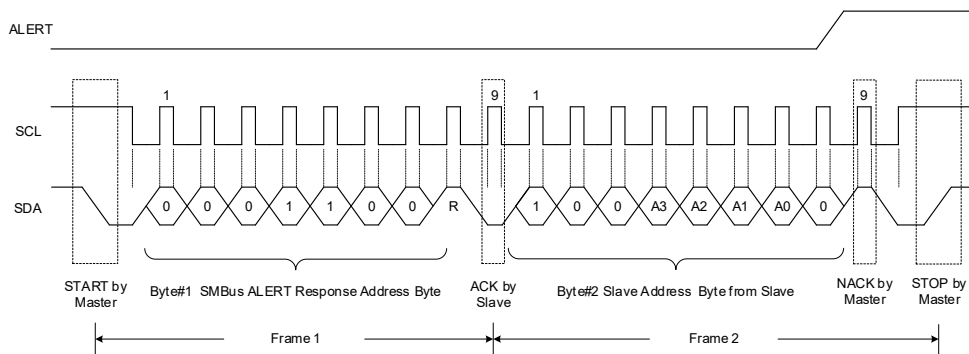 ALERT
1 9 1 9
SCL
SDA 0 0 0 1 1 0 0 R 1 0 0 A3 A2 A1 A0 0
START by Master
Byte#1 SMBus ALERT Response Address Byte
ACK by Slave
Byte#2 Slave Address Byte from Slave
NACK by Master
STOP by Master
Frame 1 Frame 2